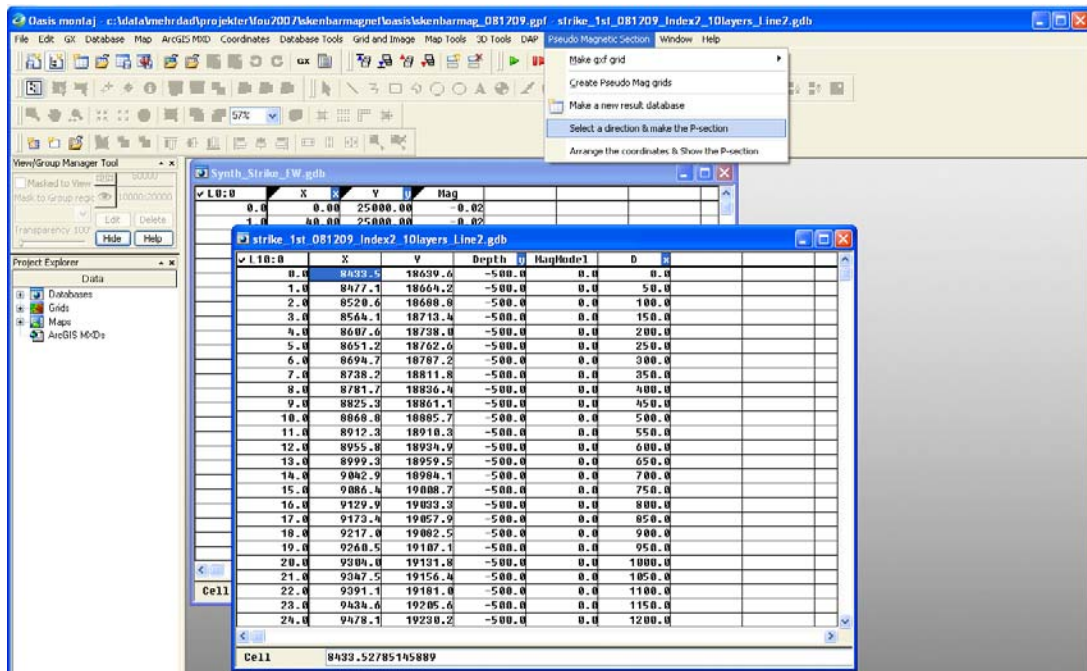 Oasis montaj - c:\data\mehrdad\projekter\fou2007\skenbarmagnet\oasis\skenbarmag_081209.gpf - strike_1st_081209_Index2_10layers_Line2.gdb
File Edit GX Database Map ArcGIS MXD Coordinates Database Tools Grid and Image Map Tools 3D Tools DAP Pseudo Magnetic Section Window Help
Make gxf grid
Create Pseudo Mag grids
Make a new result database
Select a direction & make the P-section
Arrange the coordinates & Show the P-section
GX
57%
View/Group Manager Tool
Masked to View
50000
Mask to Group regic
10000:20000
Edit Delete
Transparency 100
Hide Help
Project Explorer
Data
Databases
Grids
Maps
ArcGIS MXDs
Synth_Strike_EW.gdb
L0:0 X x Y y Mag
0.0 0.00 25000.00 -0.02
1.0 40.00 25000.00 -0.02
Cell
strike_1st_081209_Index2_10layers_Line2.gdb
L10:0 X Y Depth y MagModel D x
0.0 8433.5 18639.6 -500.0 0.0 0.0
1.0 8477.1 18664.2 -500.0 0.0 50.0
2.0 8520.6 18688.8 -500.0 0.0 100.0
3.0 8564.1 18713.4 -500.0 0.0 150.0
4.0 8607.6 18738.0 -500.0 0.0 200.0
5.0 8651.2 18762.6 -500.0 0.0 250.0
6.0 8694.7 18787.2 -500.0 0.0 300.0
7.0 8738.2 18811.8 -500.0 0.0 350.0
8.0 8781.7 18836.4 -500.0 0.0 400.0
9.0 8825.3 18861.1 -500.0 0.0 450.0
10.0 8868.8 18885.7 -500.0 0.0 500.0
11.0 8912.3 18910.3 -500.0 0.0 550.0
12.0 8955.8 18934.9 -500.0 0.0 600.0
13.0 8999.3 18959.5 -500.0 0.0 650.0
14.0 9042.9 18984.1 -500.0 0.0 700.0
15.0 9086.4 19008.7 -500.0 0.0 750.0
16.0 9129.9 19033.3 -500.0 0.0 800.0
17.0 9173.4 19057.9 -500.0 0.0 850.0
18.0 9217.0 19082.5 -500.0 0.0 900.0
19.0 9260.5 19107.1 -500.0 0.0 950.0
20.0 9304.0 19131.8 -500.0 0.0 1000.0
21.0 9347.5 19156.4 -500.0 0.0 1050.0
22.0 9391.1 19181.0 -500.0 0.0 1100.0
23.0 9434.6 19205.6 -500.0 0.0 1150.0
24.0 9478.1 19230.2 -500.0 0.0 1200.0
Cell 8433.52785145889